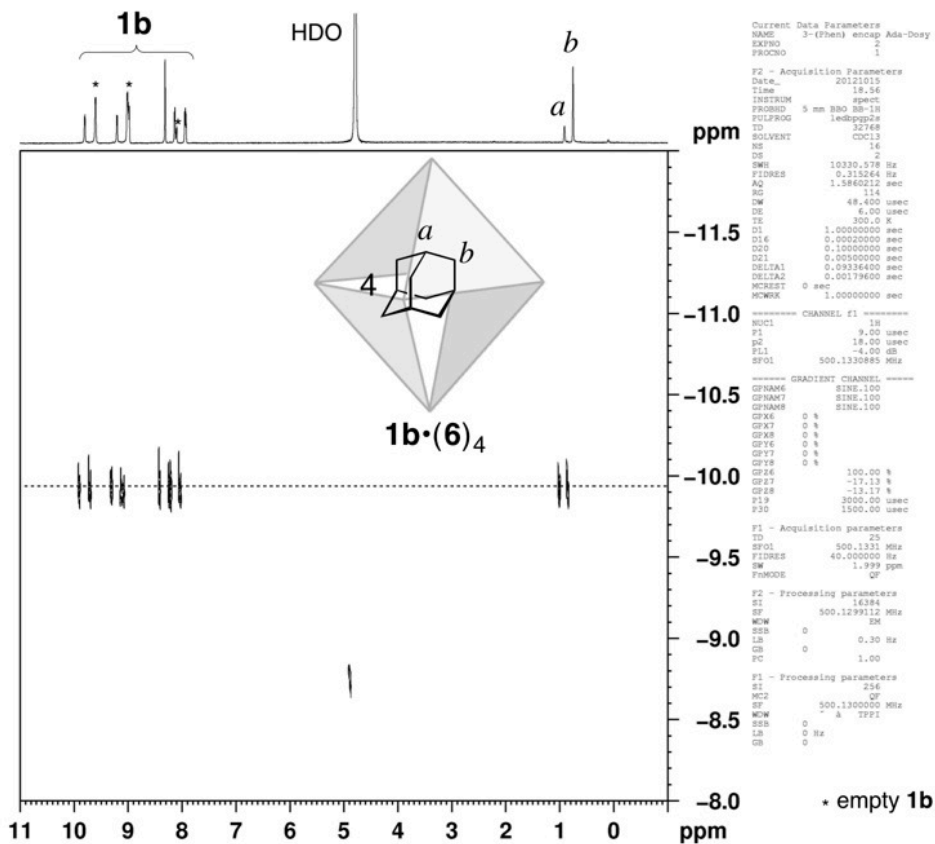 1b
HDO
a
b
* * *
ppm
a
b
4
1b•(6)4
-11.5
-11.0
-10.5
-10.0
-9.5
-9.0
-8.5
-8.0
11 10 9 8 7 6 5 4 3 2 1 0 ppm
Current Data Parameters
NAME 3-(Phen) encap Ada-Dosy
EXPNO 2
PROCNO 1
F2 - Acquisition Parameters
Date_ 20121015
Time 18.56
INSTRUM spect
PROBHD 5 mm BBO BB-1H
PULPROG ledbpgp2s
TD 32768
SOLVENT CDCl3
NS 16
DS 2
SWH 10330.578 Hz
FIDRES 0.315264 Hz
AQ 1.5860212 sec
RG 114
DW 48.400 usec
DE 6.00 usec
TE 300.0 K
D1 1.00000000 sec
D16 0.00020000 sec
D20 0.10000000 sec
D21 0.00500000 sec
DELTA1 0.09336400 sec
DELTA2 0.00179600 sec
MCREST 0 sec
MCWRK 1.00000000 sec
======== CHANNEL f1 ========
NUC1 1H
P1 9.00 usec
p2 18.00 usec
PL1 -4.00 dB
SFO1 500.1330885 MHz
====== GRADIENT CHANNEL =====
GPNAM6 SINE.100
GPNAM7 SINE.100
GPNAM8 SINE.100
GPX6 0 %
GPX7 0 %
GPX8 0 %
GPY6 0 %
GPY7 0 %
GPY8 0 %
GPZ6 100.00 %
GPZ7 -17.13 %
GPZ8 -13.17 %
P19 3000.00 usec
P30 1500.00 usec
F1 - Acquisition parameters
TD 25
SFO1 500.1331 MHz
FIDRES 40.000000 Hz
SW 1.999 ppm
FnMODE QF
F2 - Processing parameters
SI 16384
SF 500.1299112 MHz
WDW EM
SSB 0
LB 0.30 Hz
GB 0
PC 1.00
F1 - Processing parameters
SI 256
MC2 QF
SF 500.1300000 MHz
WDW TPPI
SSB 0
LB 0 Hz
GB 0
* empty 1b